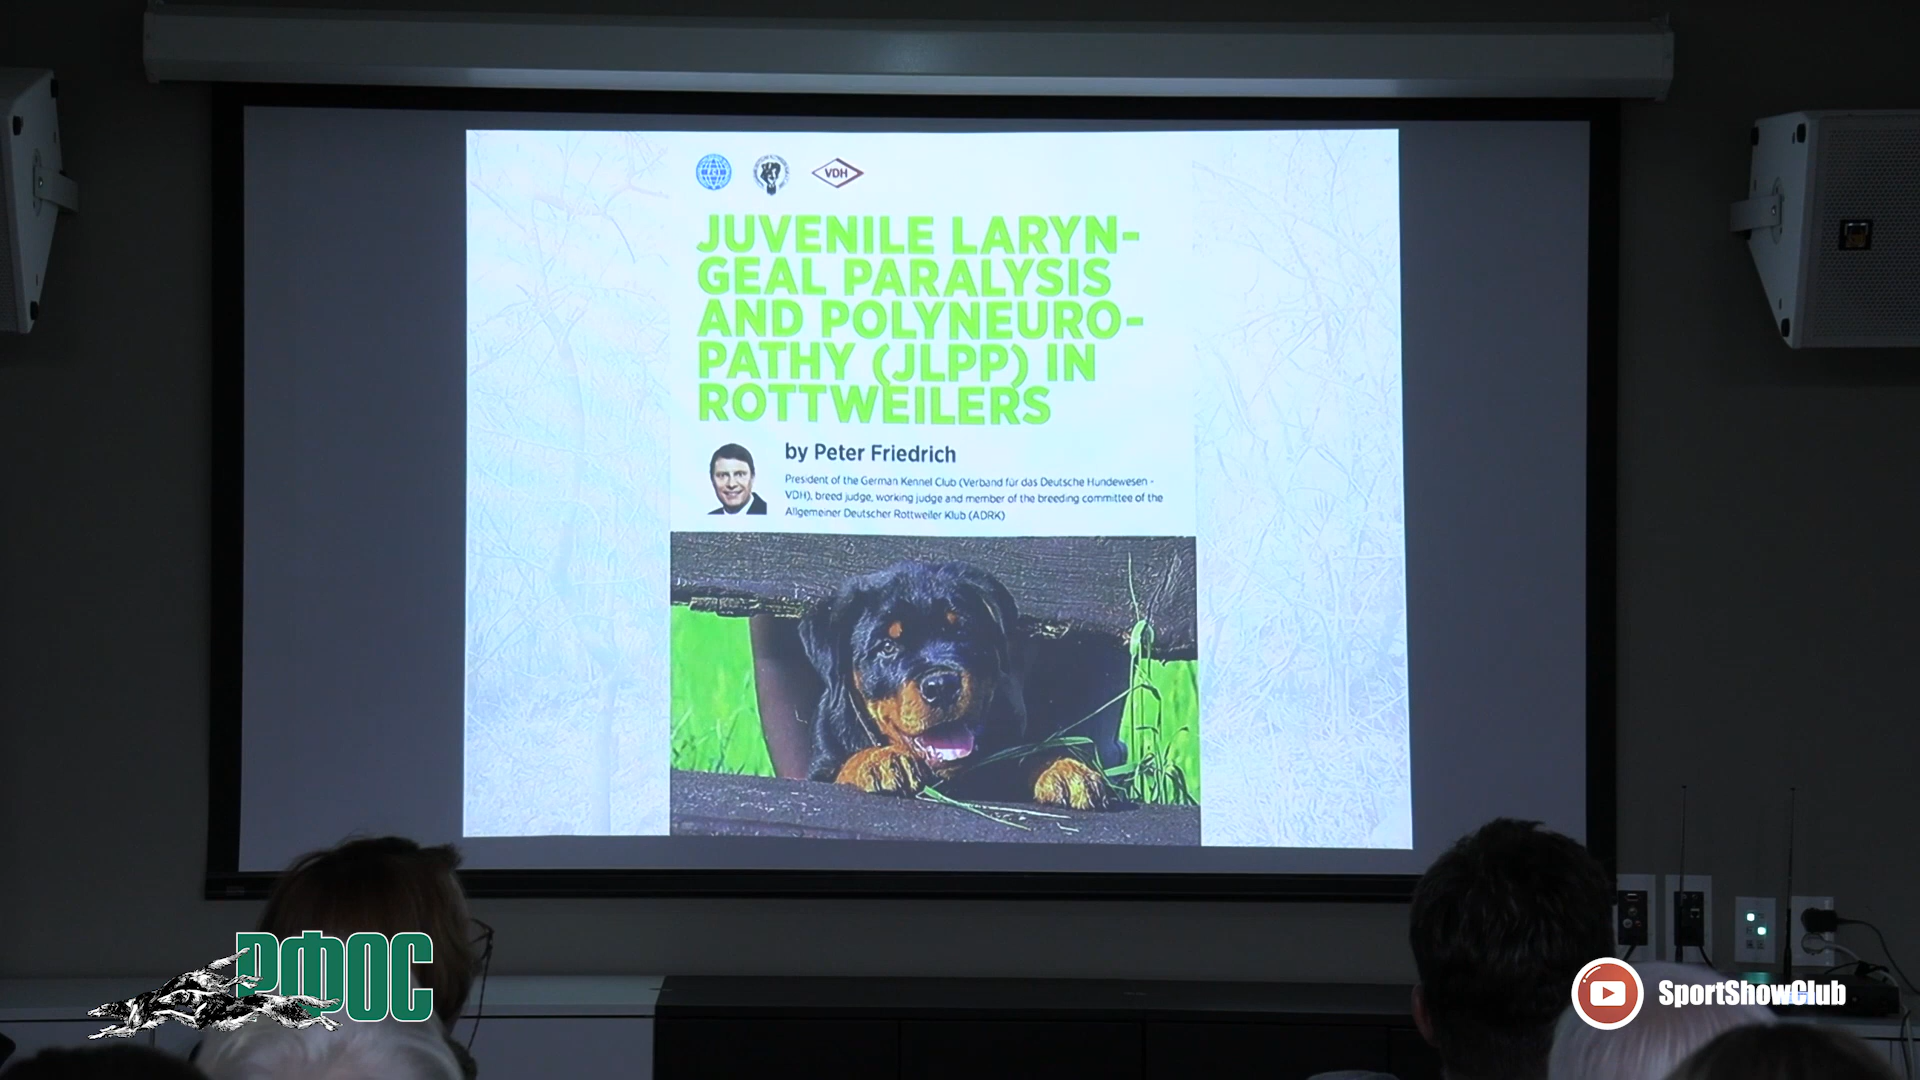 FCI
VDH
JUVENILE LARYN-
GEAL PARALYSIS
AND POLYNEURO-
PATHY (JLPP) IN
ROTTWEILERS
by Peter Friedrich
President of the German Kennel Club (Verband für das Deutsche Hundewesen -
VDH), breed judge, working judge and member of the breeding committee of the
Allgemeiner Deutscher Rottweiler Klub (ADRK)
РФОС
SportShowClub